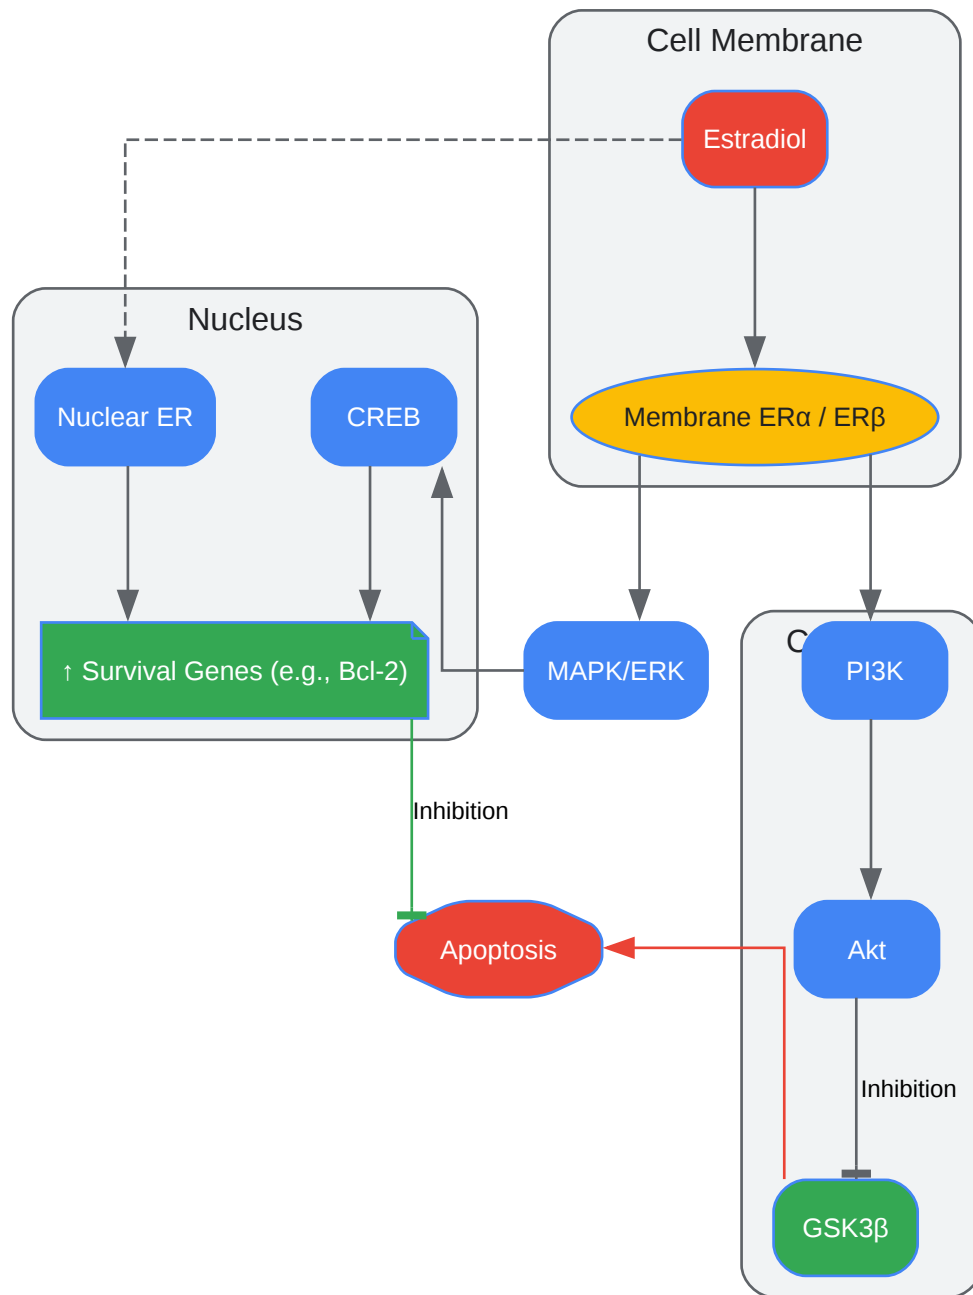 Cell Membrane
Estradiol
Nucleus
Nuclear ER
CREB
Membrane ERα / ERβ
↑ Survival Genes (e.g., Bcl-2)
MAPK/ERK
PI3K
Inhibition
Apoptosis
Akt
Inhibition
GSK3β